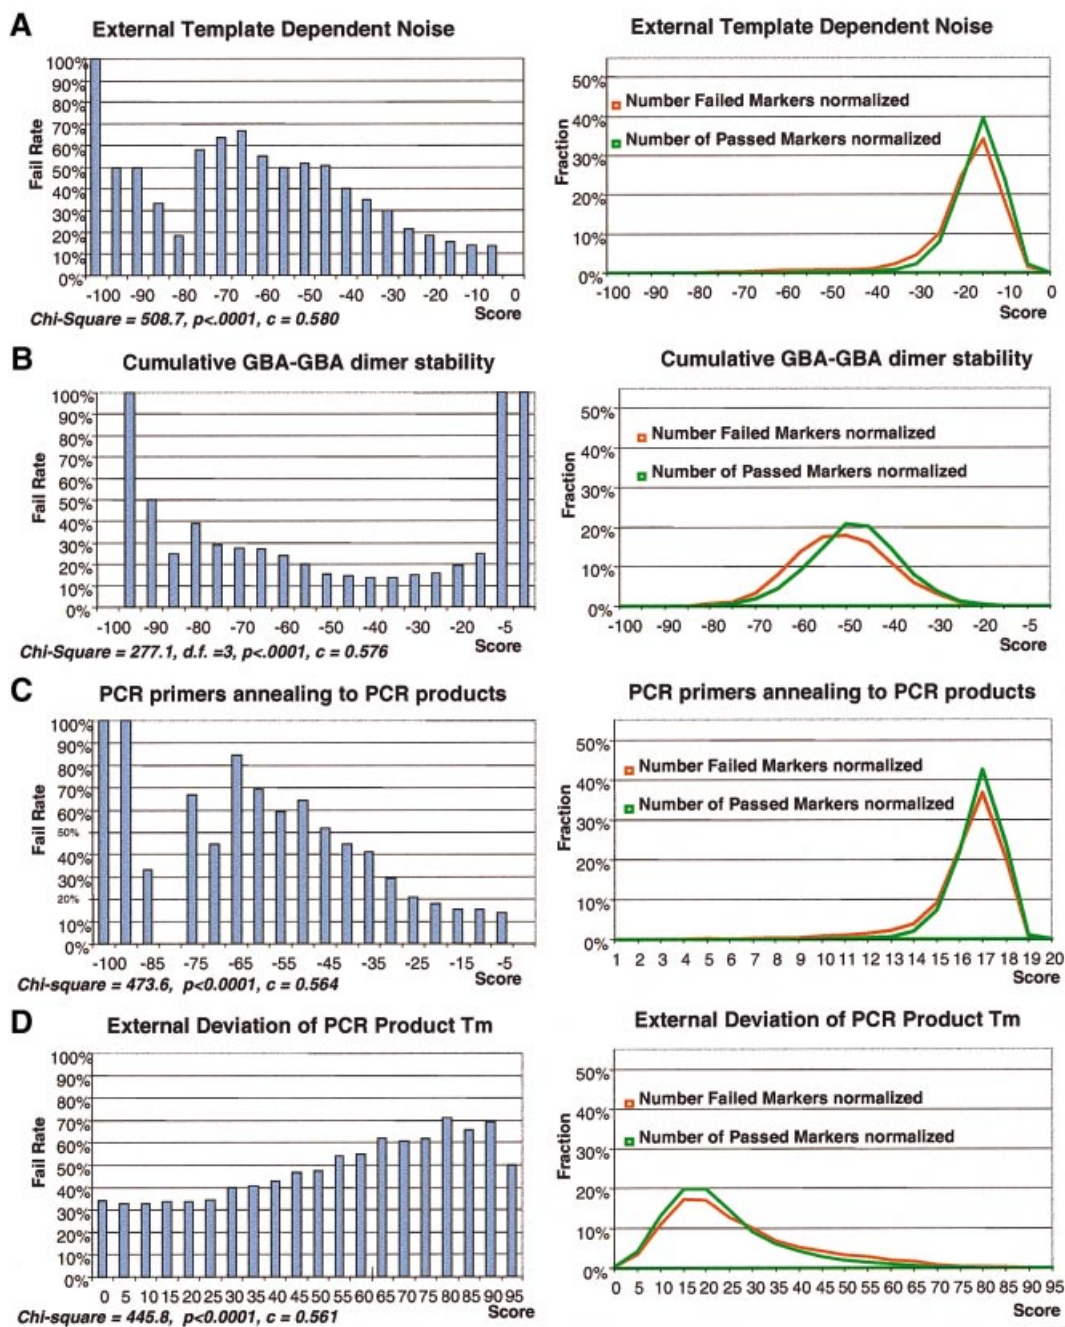 A
External Template Dependent Noise
100%
90%
80%
70%
60%
50%
40%
30%
20%
10%
0%
Fail Rate
-100 -90 -80 -70 -60 -50 -40 -30 -20 -10 0
Score
Chi-Square = 508.7, p<.0001, c = 0.580
External Template Dependent Noise
50%
40%
30%
20%
10%
0%
Fraction
Number Failed Markers normalized
Number of Passed Markers normalized
-100 -90 -80 -70 -60 -50 -40 -30 -20 -10 0
Score
B
Cumulative GBA-GBA dimer stability
100%
90%
80%
70%
60%
50%
40%
30%
20%
10%
0%
Fail Rate
-100 -90 -80 -70 -60 -50 -40 -30 -20 -5
Score
Chi-Square = 277.1, d.f. =3, p<.0001, c = 0.576
Cumulative GBA-GBA dimer stability
50%
40%
30%
20%
10%
0%
Fraction
Number Failed Markers normalized
Number of Passed Markers normalized
-100 -90 -80 -70 -60 -50 -40 -30 -20 -5
Score
C
PCR primers annealing to PCR products
100%
90%
80%
70%
60%
50%
40%
30%
20%
10%
0%
Fail Rate
-100 -85 -75 -65 -55 -45 -35 -25 -15 -5
Score
Chi-square = 473.6, p<0.0001, c = 0.564
PCR primers annealing to PCR products
50%
40%
30%
20%
10%
0%
Fraction
Number Failed Markers normalized
Number of Passed Markers normalized
1 2 3 4 5 6 7 8 9 10 11 12 13 14 15 16 17 18 19 20
Score
D
External Deviation of PCR Product Tm
100%
90%
80%
70%
60%
50%
40%
30%
20%
10%
0%
Fail Rate
0 5 10 15 20 25 30 35 40 45 50 55 60 65 70 75 80 85 90 95
Score
Chi-square = 445.8, p<0.0001, c = 0.561
External Deviation of PCR Product Tm
50%
40%
30%
20%
10%
0%
Fraction
Number Failed Markers normalized
Number of Passed Markers normalized
0 5 10 15 20 25 30 35 40 45 50 55 60 65 70 75 80 85 90 95
Score